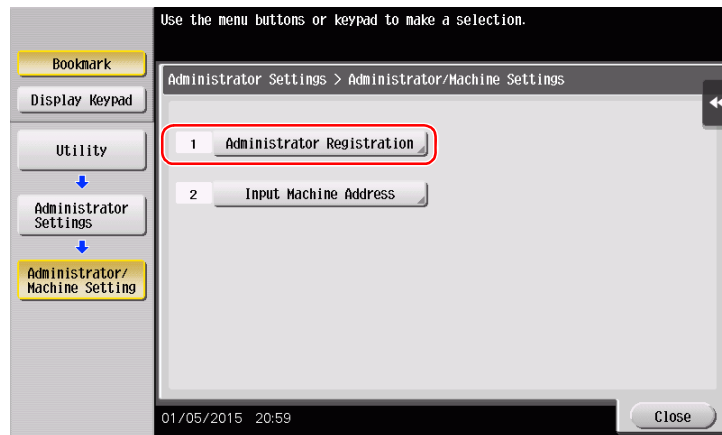 Use the menu buttons or keypad to make a selection.
Bookmark
Display Keypad
Utility
Administrator
Settings
Administrator/
Machine Setting
Administrator Settings > Administrator/Machine Settings
1 Administrator Registration
2 Input Machine Address
01/05/2015 20:59
Close